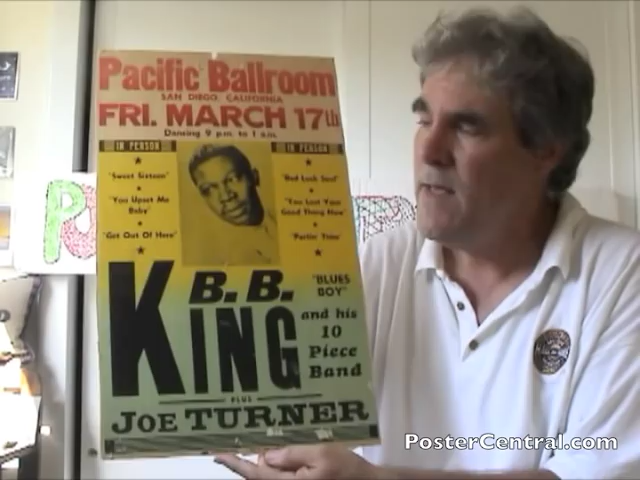 Pacific Ballroom
SAN DIEGO, CALIFORNIA
FRI. MARCH 17th
Dancing 9 p.m. to 1 a.m.
IN PERSON
IN PERSON
"Sweet Sixteen"
"You Upset Me
Baby"
"Get Out Of Here"
"Bad Luck Soul"
"You Lost Your
Good Thing Now"
"Partin' Time"
B.B.
KING
"BLUES
BOY"
and his
10
Piece
Band
PLUS
JOE TURNER
PosterCentral.com